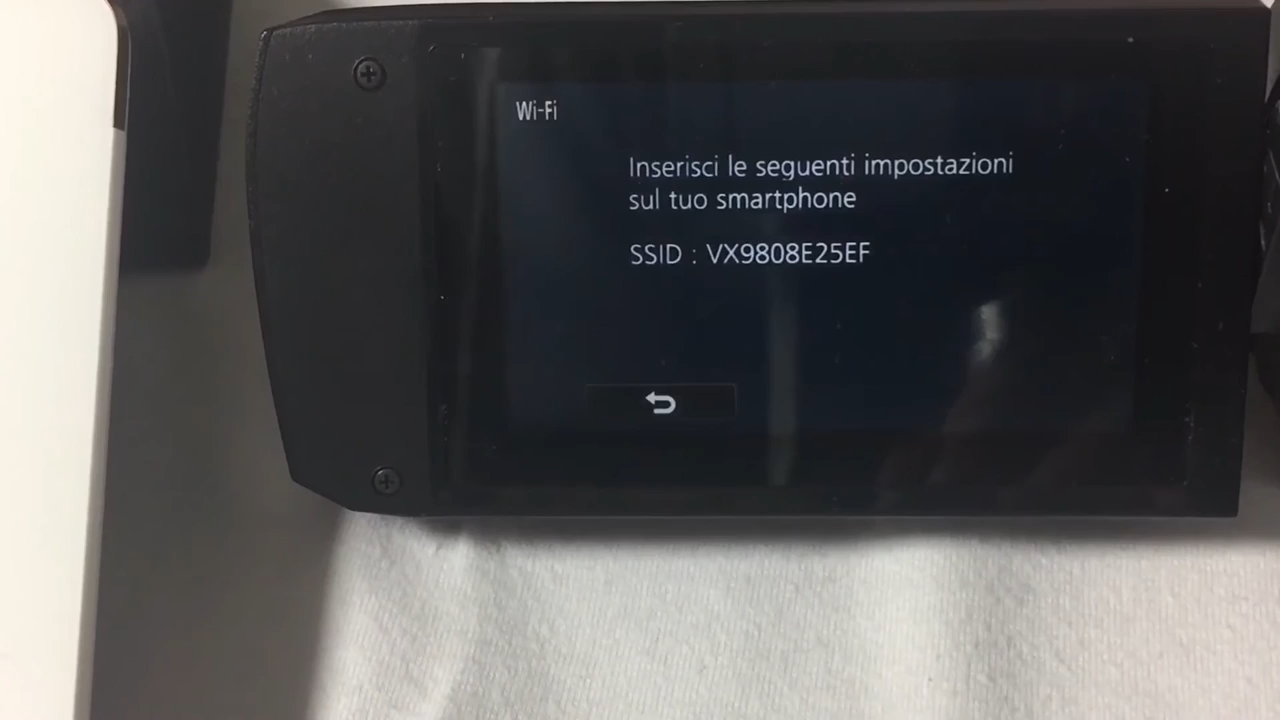 Wi-Fi
Inserisci le seguenti impostazioni
sul tuo smartphone
SSID : VX9808E25EF